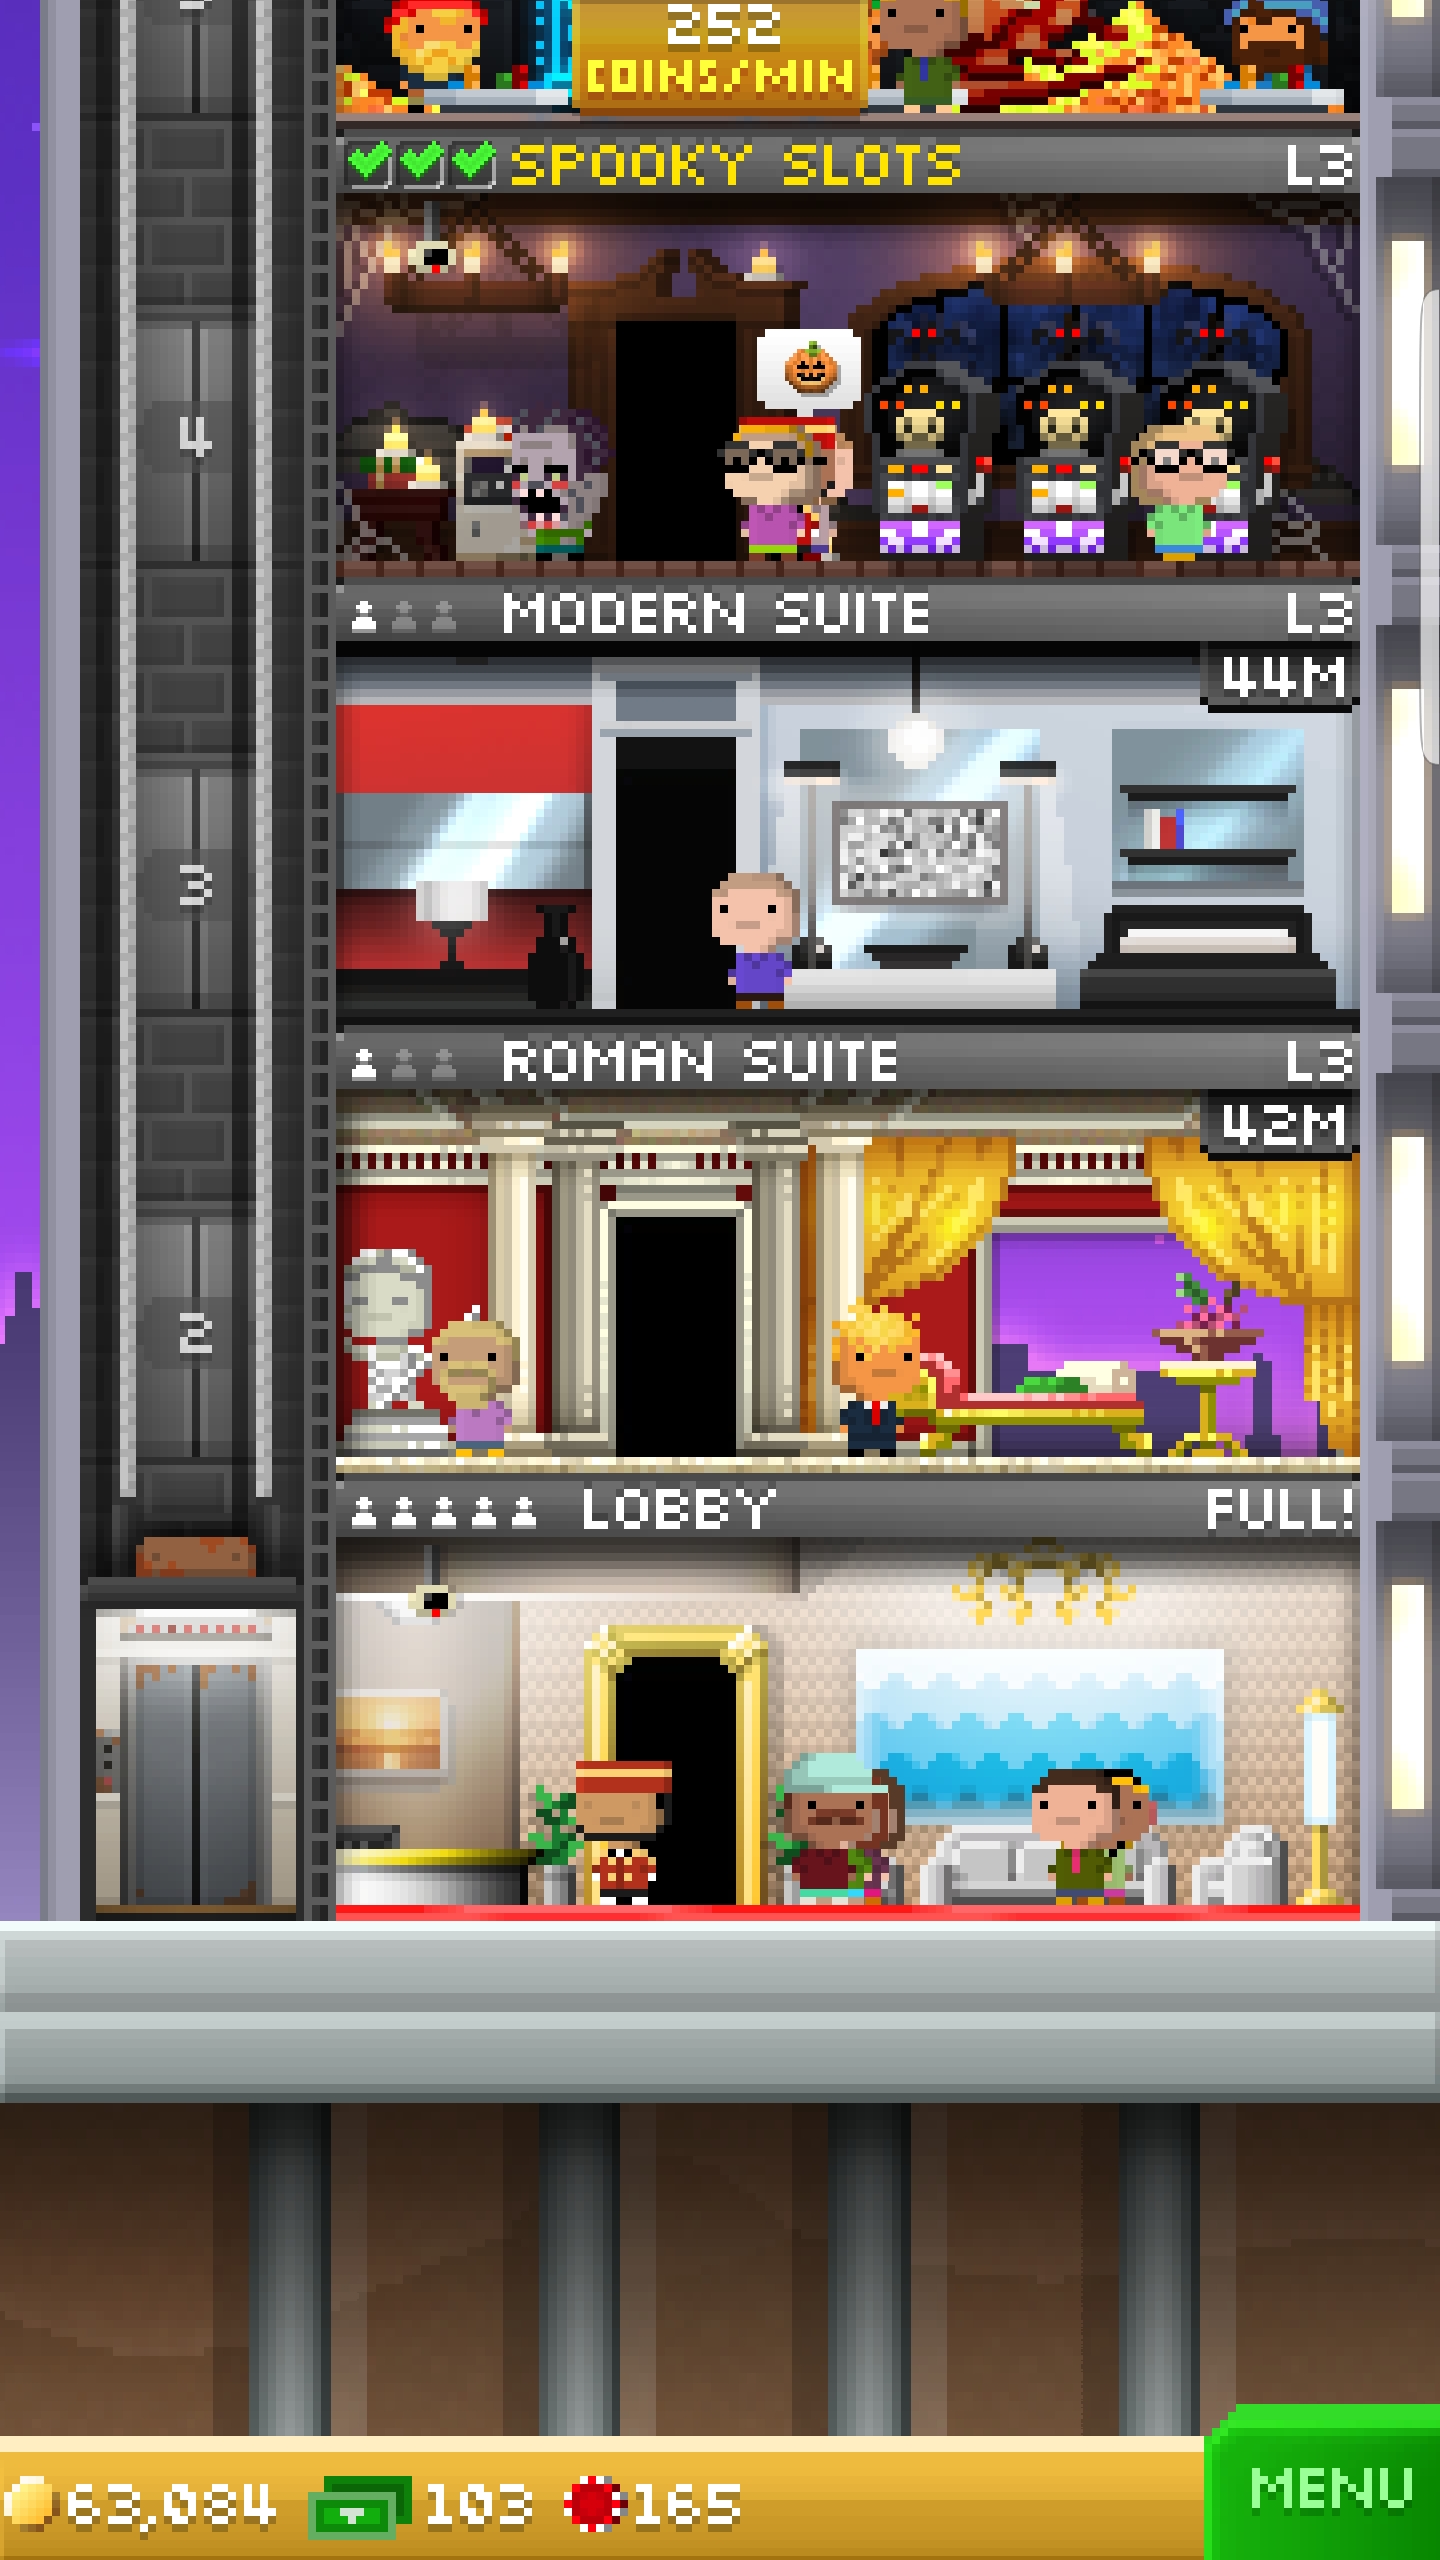 252
COINS/MIN
SPOOKY SLOTS L3
4
MODERN SUITE L3
44M
3
ROMAN SUITE L3
42M
2
LOBBY FULL!
63,084 103 165
MENU